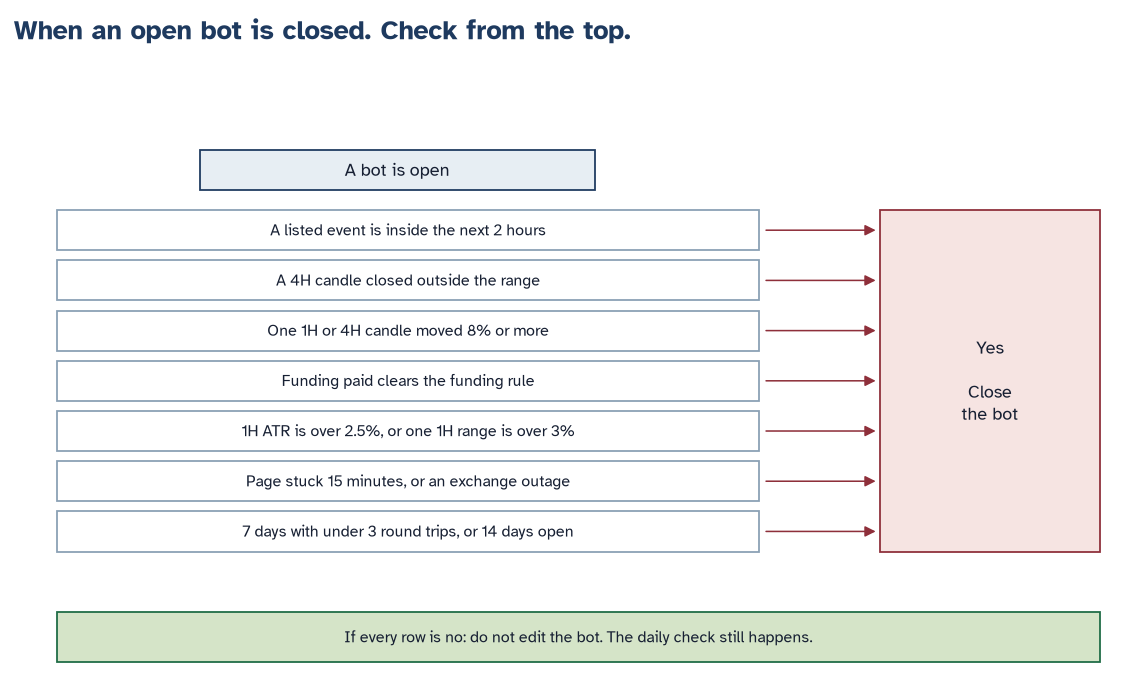 When an open bot is closed. Check from the top.
A bot is open
A listed event is inside the next 2 hours
A 4H candle closed outside the range
One 1H or 4H candle moved 8% or more
Funding paid clears the funding rule
1H ATR is over 2.5%, or one 1H range is over 3%
Page stuck 15 minutes, or an exchange outage
7 days with under 3 round trips, or 14 days open
Yes
Close
the bot
If every row is no: do not edit the bot. The daily check still happens.